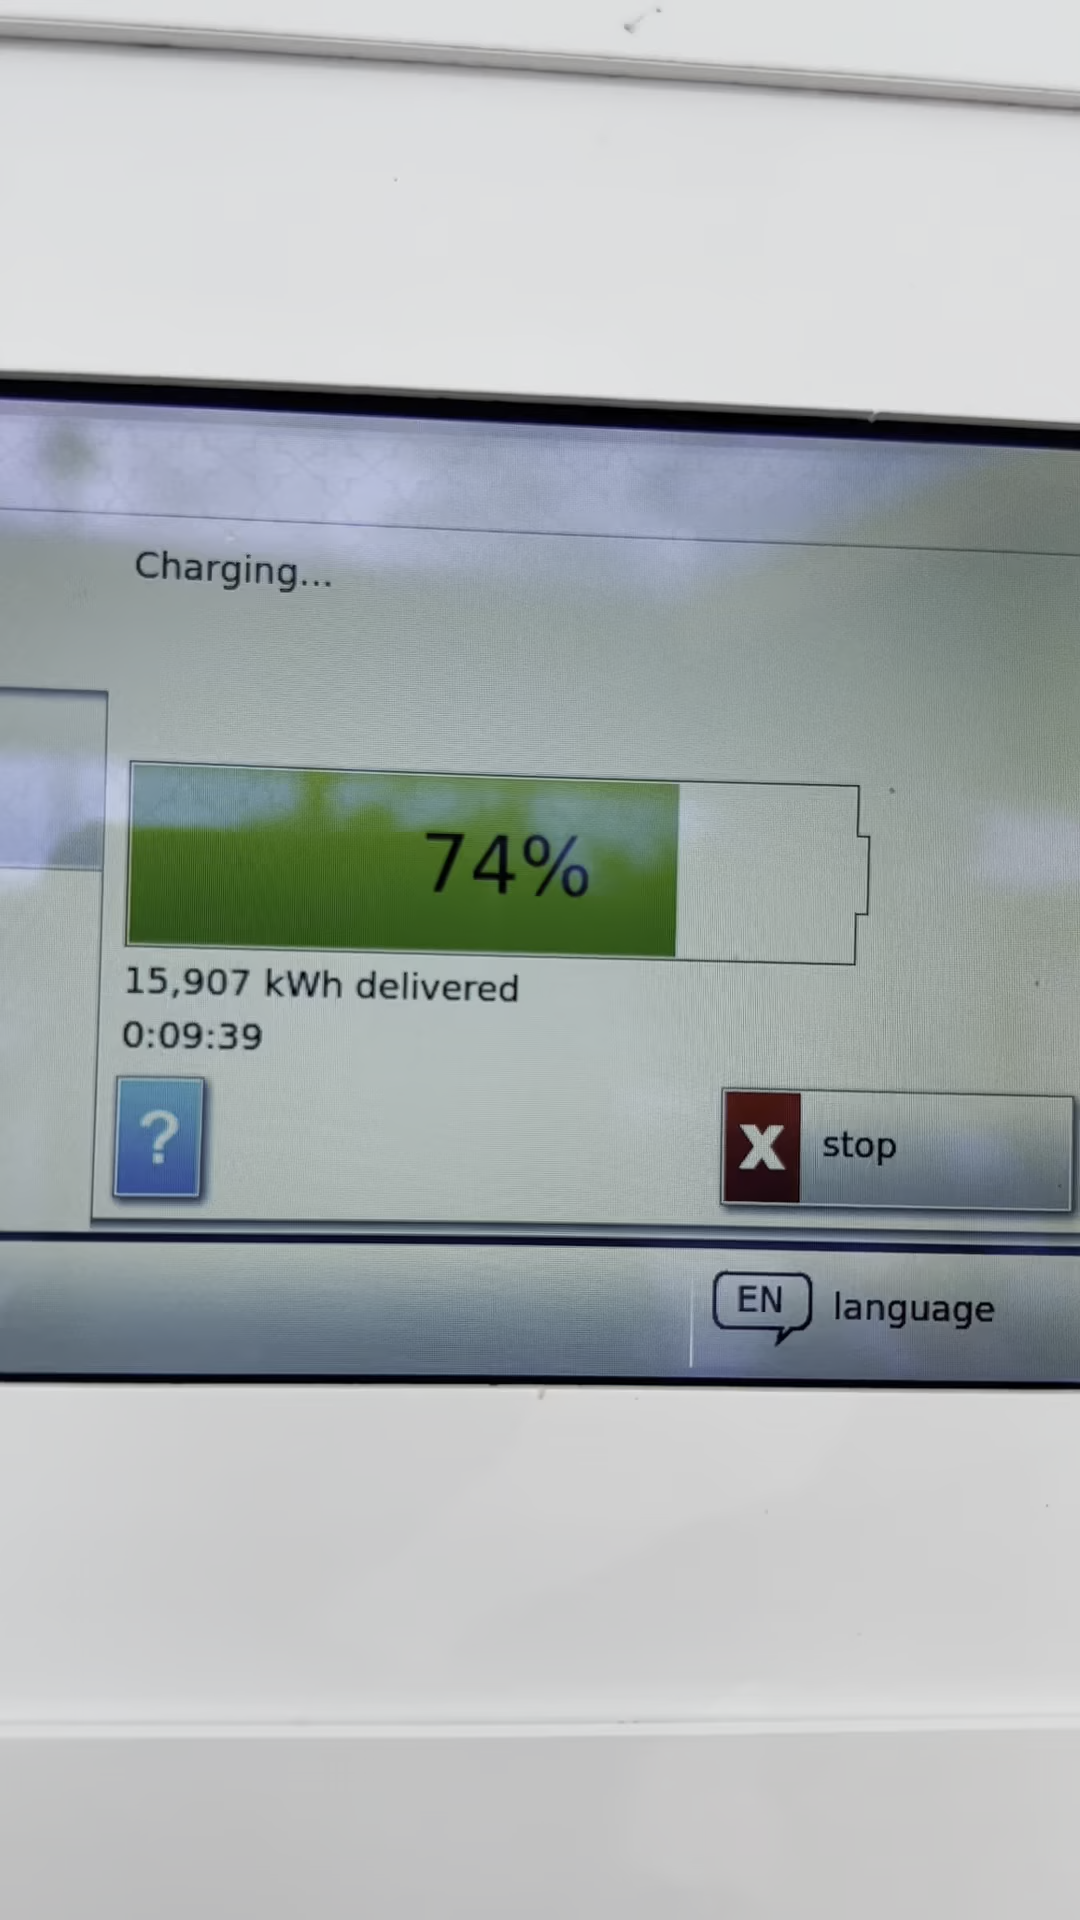 Charging...
74%
15,907 kWh delivered
0:09:39
?
X stop
EN language